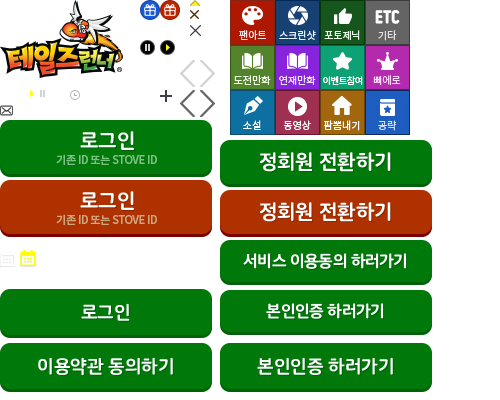 테일즈런너
®
팬아트
스크린샷
포토제닉
ETC
기타
도전만화
연재만화
이벤트참여
삐에로
소설
동영상
팜뽑내기
공략
로그인
기존 ID 또는 STOVE ID
정회원 전환하기
로그인
기존 ID 또는 STOVE ID
정회원 전환하기
서비스 이용동의 하러가기
로그인
본인인증 하러가기
이용약관 동의하기
본인인증 하러가기